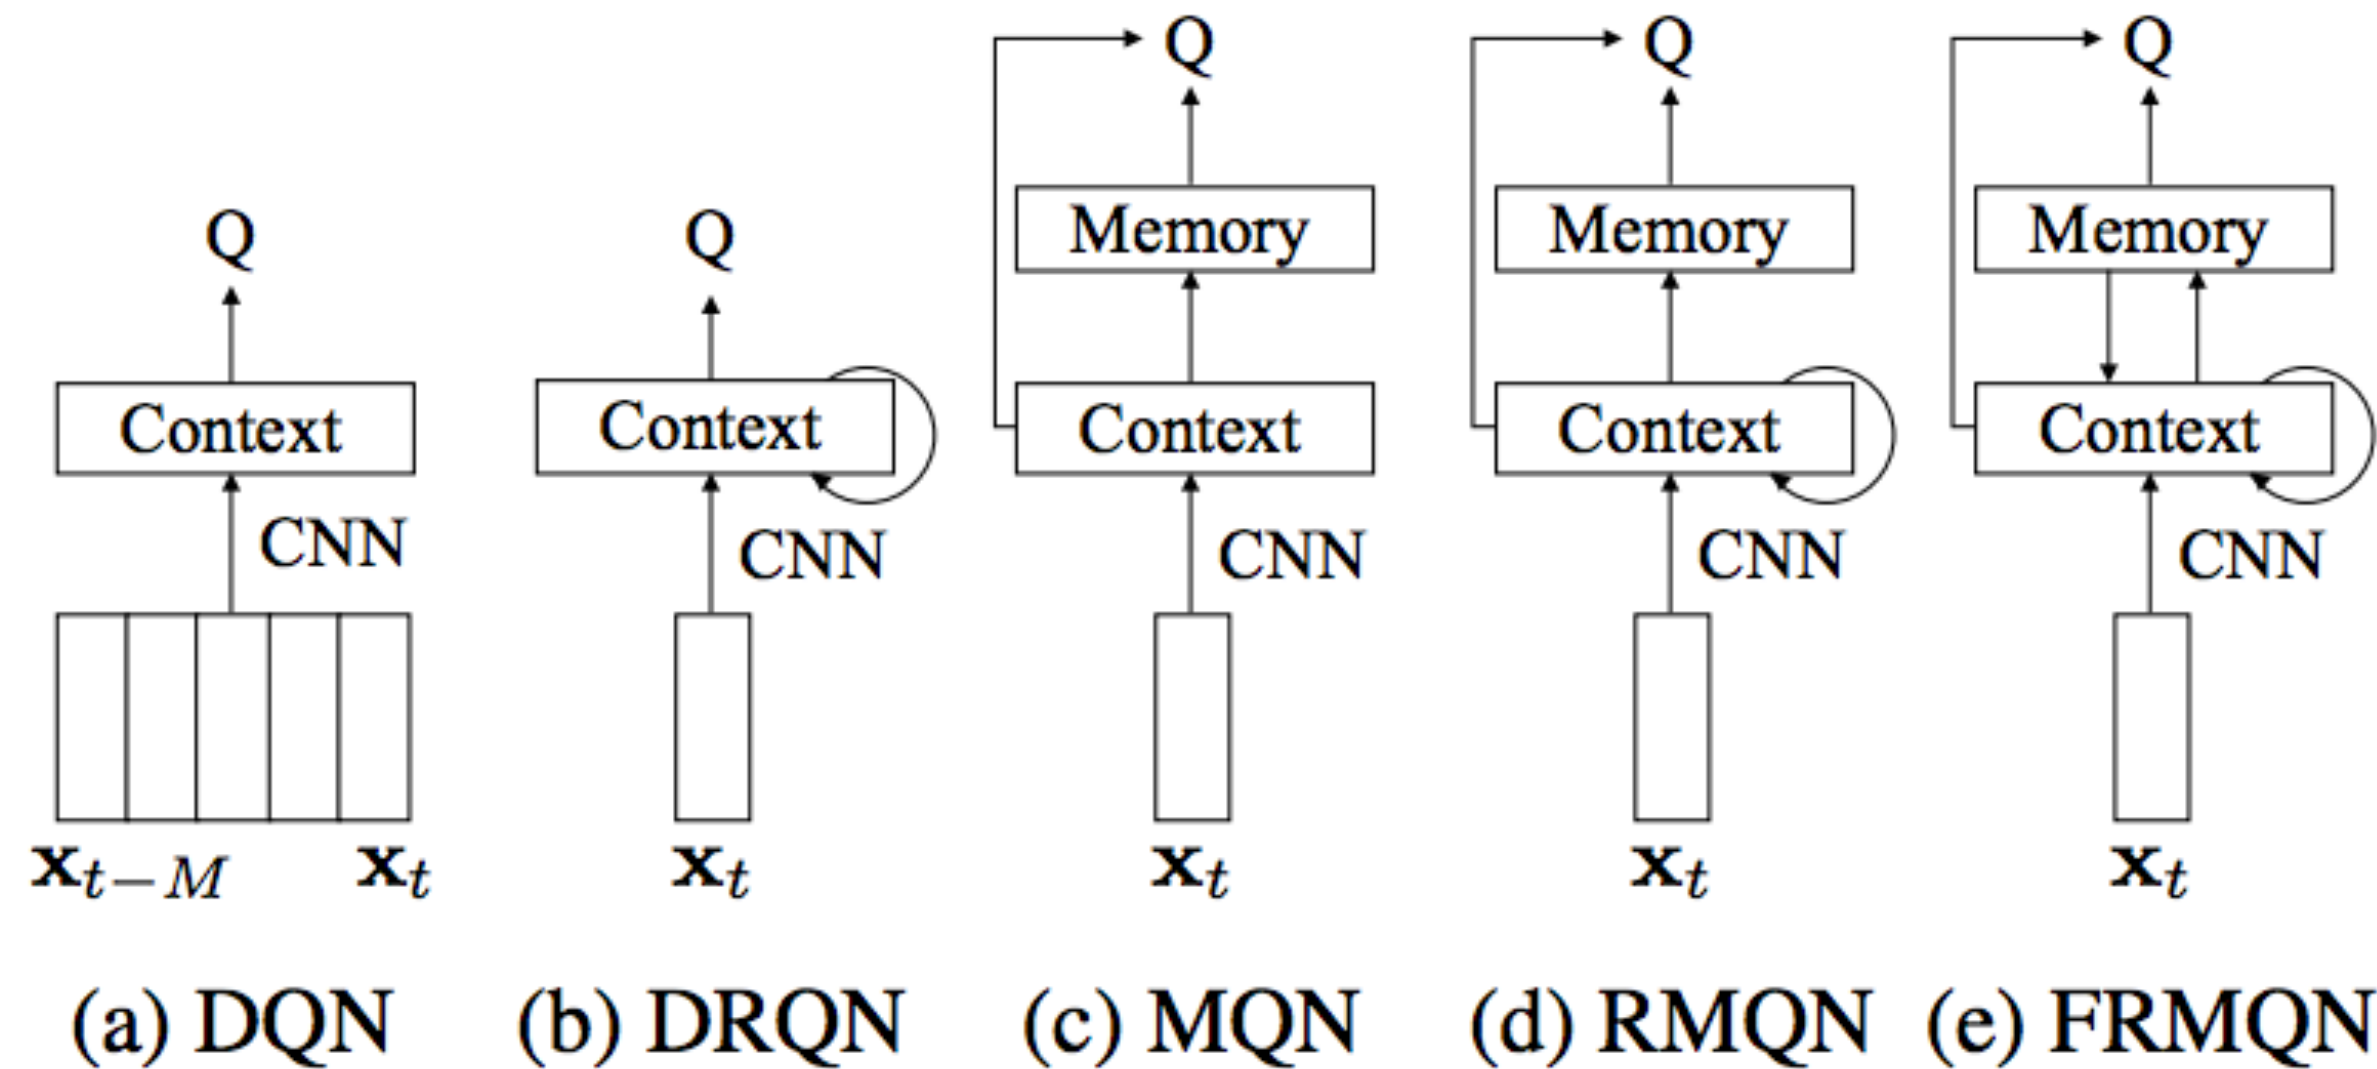 Q Q Q
Memory Memory Memory
Q Q
Context Context Context Context Context
CNN CNN CNN CNN CNN
x_{t-M} x_t x_t x_t x_t x_t
(a) DQN (b) DRQN (c) MQN (d) RMQN (e) FRMQN